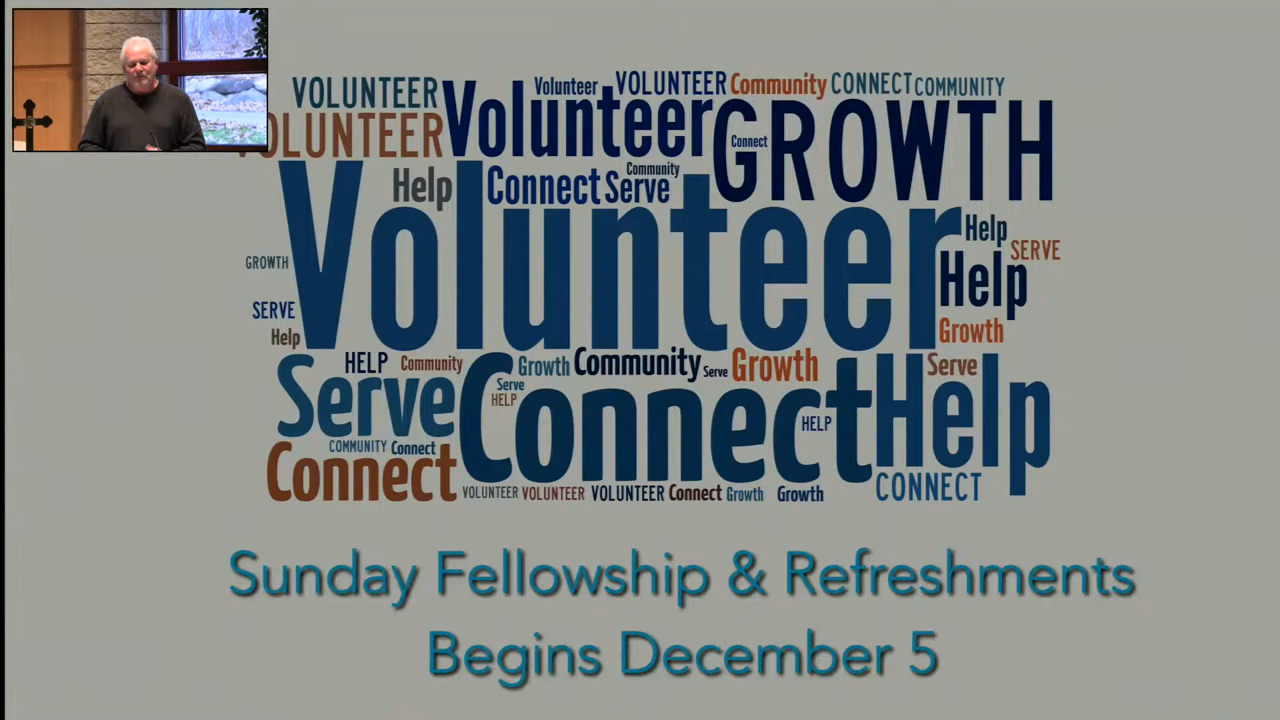 VOLUNTEER Volunteer VOLUNTEER Community CONNECT COMMUNITY
VOLUNTEER Volunteer Connect GROWTH
Help Connect Serve Community
Volunteer Help SERVE
GROWTH Help
SERVE
Help Growth
HELP Community Growth Community Serve Growth Serve
Serve Serve Connect Help
HELP HELP
COMMUNITY Connect
Connect VOLUNTEER VOLUNTEER VOLUNTEER Connect Growth Growth CONNECT
Sunday Fellowship & Refreshments
Begins December 5